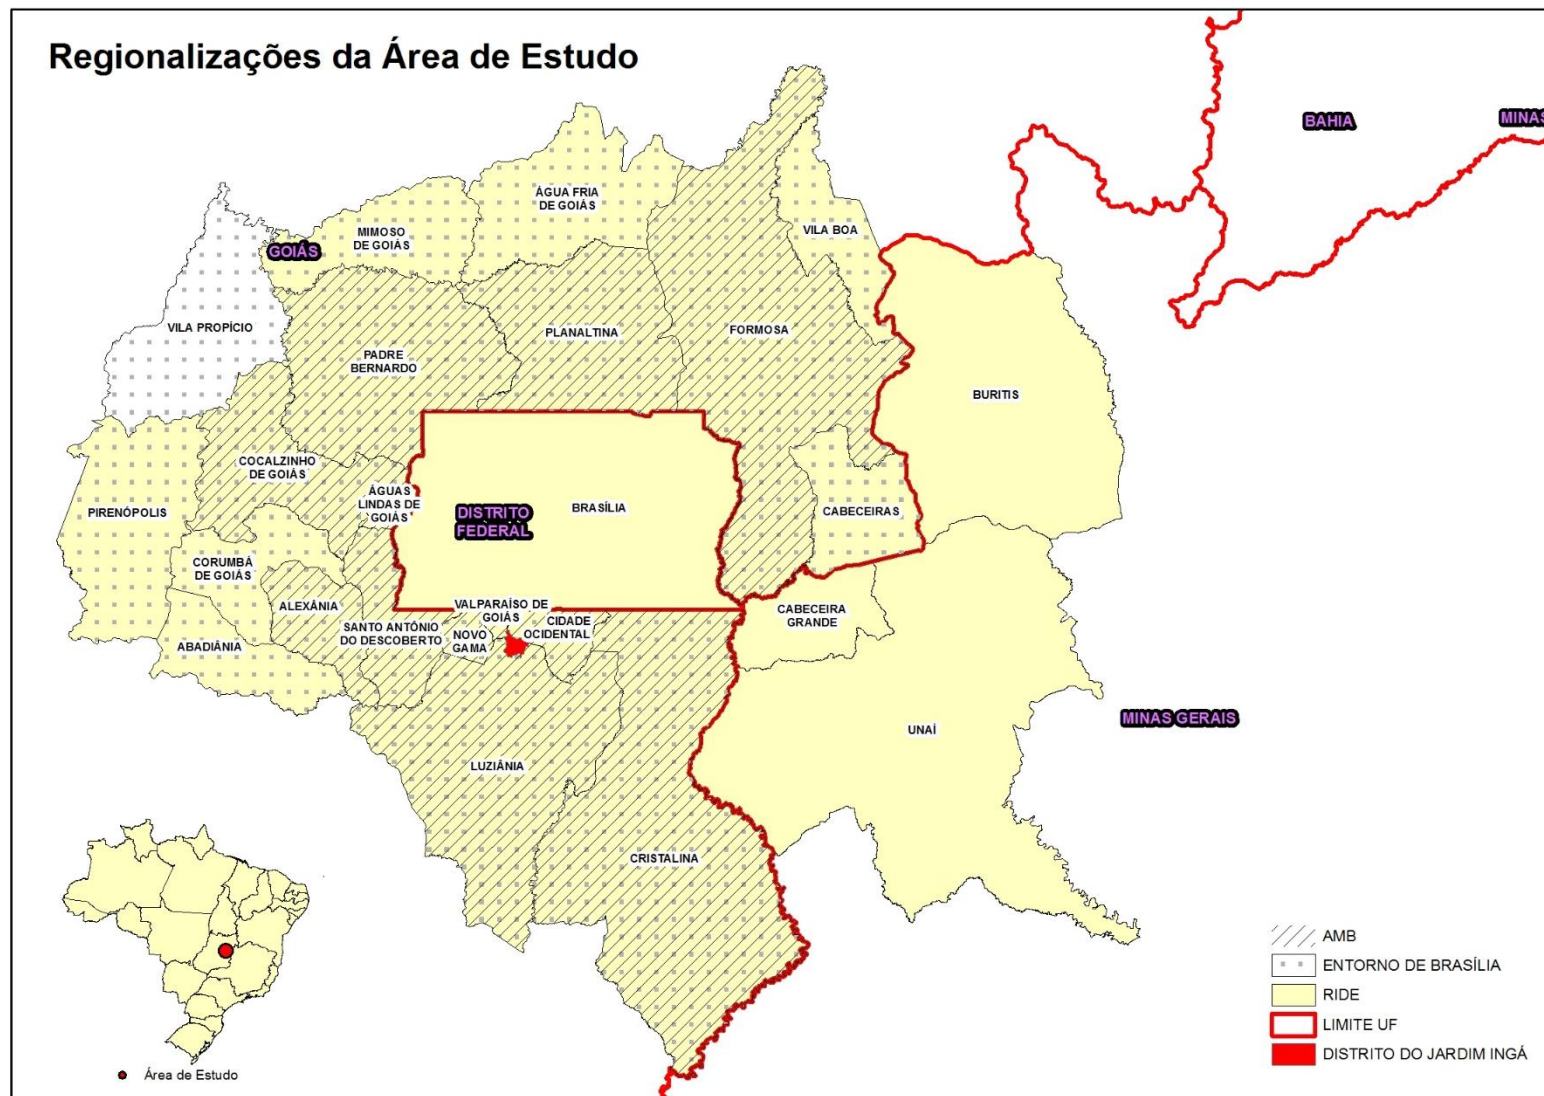 Regionalizações da Área de Estudo
BAHIA
MINAS
ÁGUA FRIA
DE GOIÁS
MIMOSO
DE GOIÁS
VILA BOA
GOIÁS
VILA PROPÍCIO
PLANALTINA
FORMOSA
PADRE
BERNARDO
BURITIS
COCALZINHO
DE GOIÁS
ÁGUAS
LINDAS DE
GOIÁS
PIRENÓPOLIS
DISTRITO
FEDERAL
BRASÍLIA
CABECEIRAS
CORUMBÁ
DE GOIÁS
ALEXÂNIA
VALPARAÍSO DE
GOIÁS
CABECEIRA
GRANDE
SANTO ANTÔNIO
DO DESCOBERTO
NOVO
GAMA
CIDADE
OCIDENTAL
ABADIÂNIA
MINAS GERAIS
UNAÍ
LUZIÂNIA
CRISTALINA
AMB
ENTORNO DE BRASÍLIA
RIDE
LIMITE UF
DISTRITO DO JARDIM INGÁ
Área de Estudo